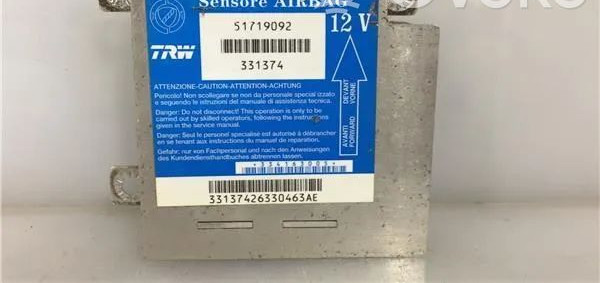 Sensore AIRBAG
51719092
12 V
TRW
331374
ATTENZIONE-CAUTION-ATTENTION-ACHTUNG
Pericolo! Non scollegare se non da personale specializzato
e seguendo le istruzioni del manuale di assistenza tecnica.
Danger: Do not disconnect! This operation is only to be
carried out by skilled operators, following the instructions
given in the service manual.
Danger: Seul le personel specialise est autorisé à débrancher
en se tenant aux instructions du manuel de reparation.
Gefahr: nur von Fachpersonal und nach den Anweisungen
des Kundendiensthandbuches abtrennen lassen.
AVANTI DEVANT
FORWARD VORNE
33137426330463AE